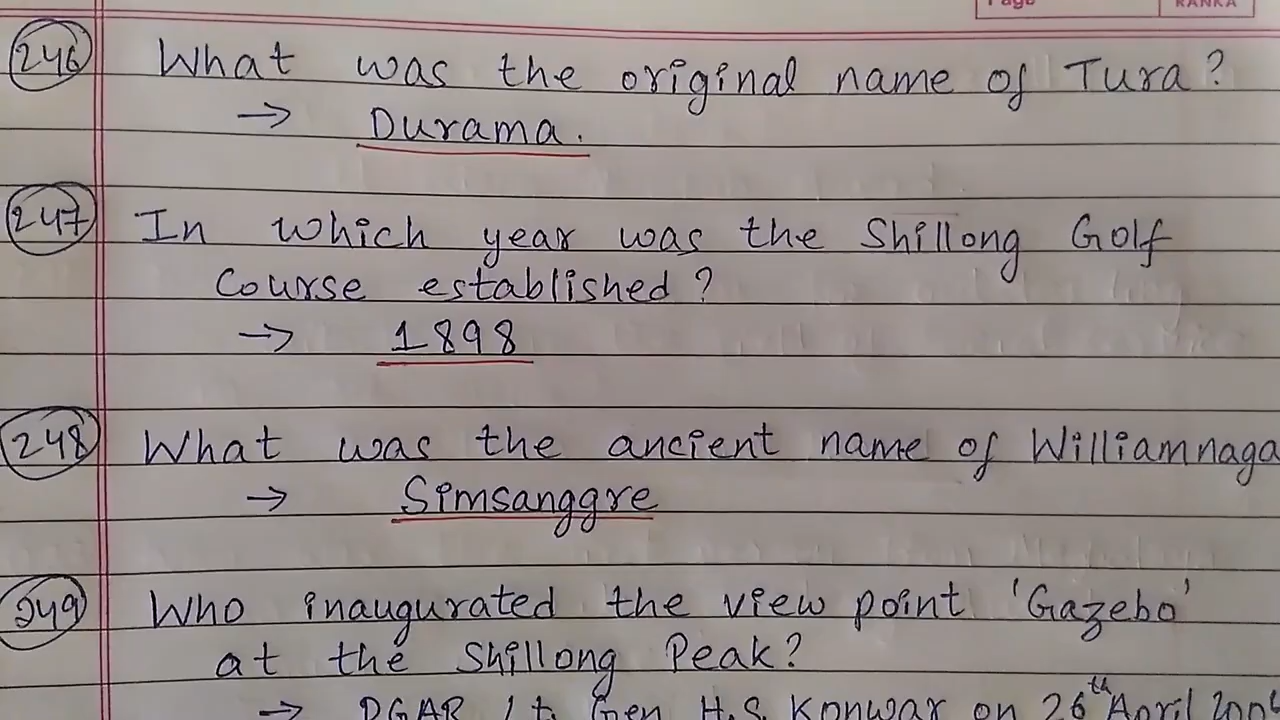 Page
RANKA
246 What was the original name of Tura?
→ Durama.
247 In which year was the Shillong Golf
Course established?
→ 1898
248 What was the ancient name of Williamnaga
→ Simsanggre
249 Who inaugurated the view point 'Gazebo'
at the Shillong Peak?
→ DGAR Lt. Gen H.S. Konwar on 26th April